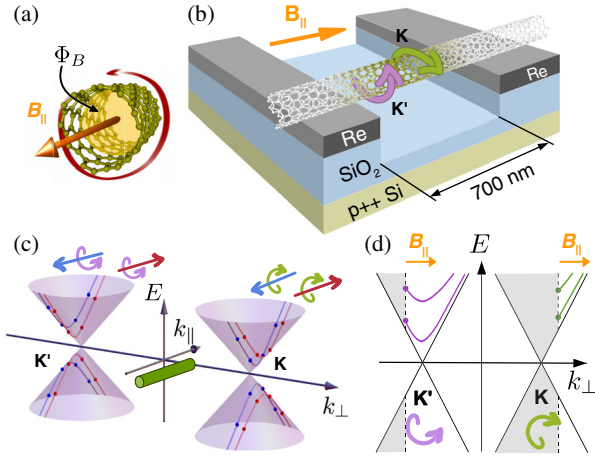 (a)
Φ_B
B_||
(b)
B_||
K
K'
Re
Re
SiO₂
p++ Si
700 nm
(c)
E
k_||
K'
K
k_⊥
(d)
B_||
E
B_||
k_⊥
K'
K